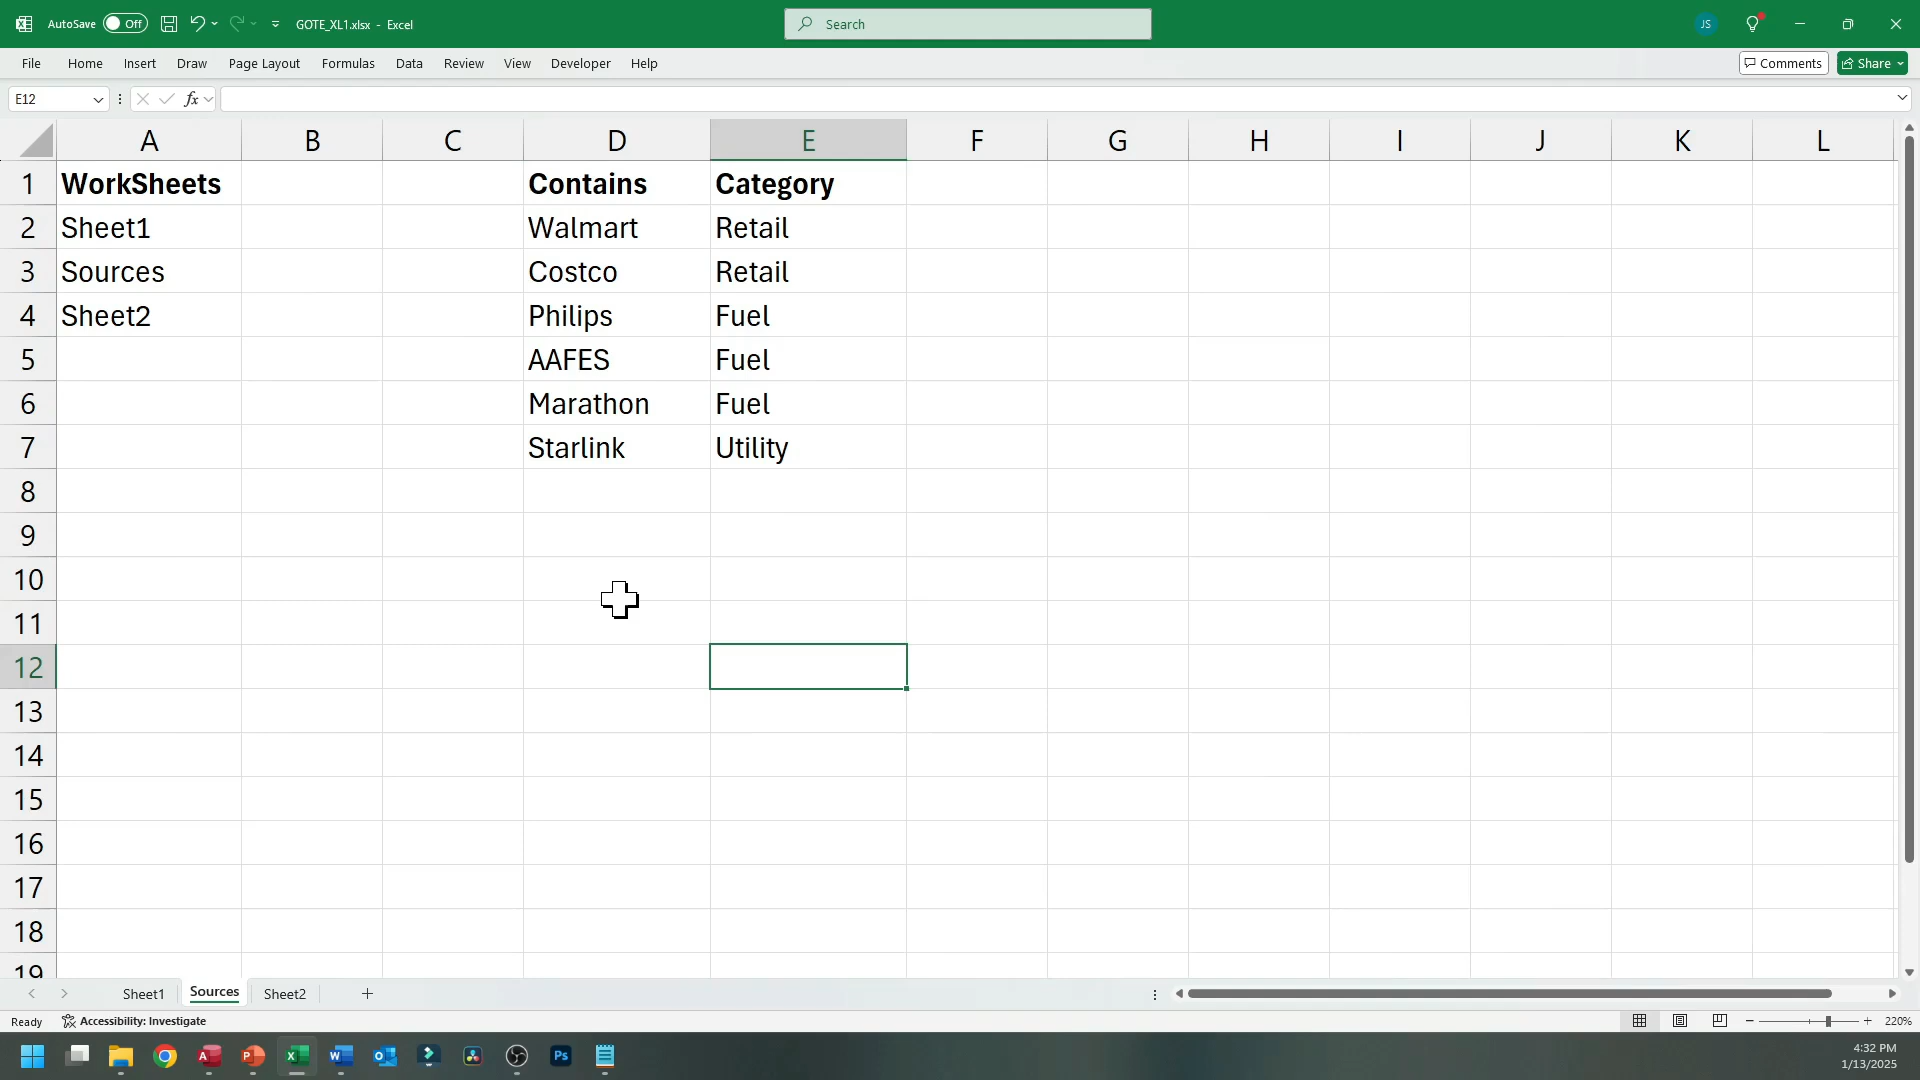 AutoSave Off GOTE_XL1.xlsx - Excel Search JS
File Home Insert Draw Page Layout Formulas Data Review View Developer Help Comments Share
E12 fx
A B C D E F G H I J K L
1 WorkSheets Contains Category
2 Sheet1 Walmart Retail
3 Sources Costco Retail
4 Sheet2 Philips Fuel
5 AAFES Fuel
6 Marathon Fuel
7 Starlink Utility
8
9
10
11
12
13
14
15
16
17
18
19
Sheet1 Sources Sheet2
Ready Accessibility: Investigate 220%
4:32 PM
1/13/2025